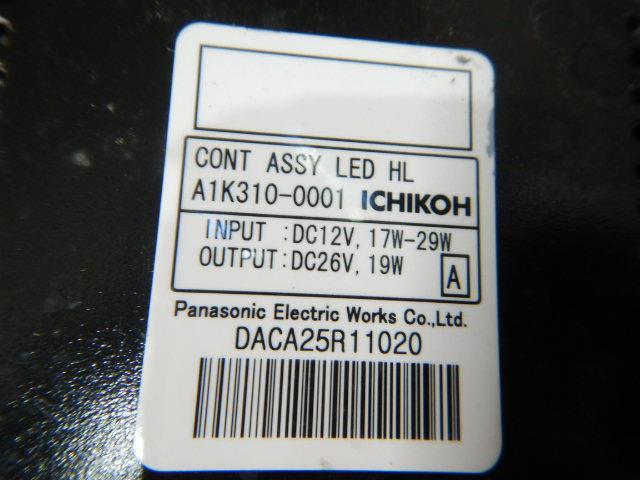 CONT ASSY LED HL
A1K310-0001 ICHIKOH
INPUT :DC12V, 17W-29W
OUTPUT:DC26V, 19W A
Panasonic Electric Works Co.,Ltd.
DACA25R11020